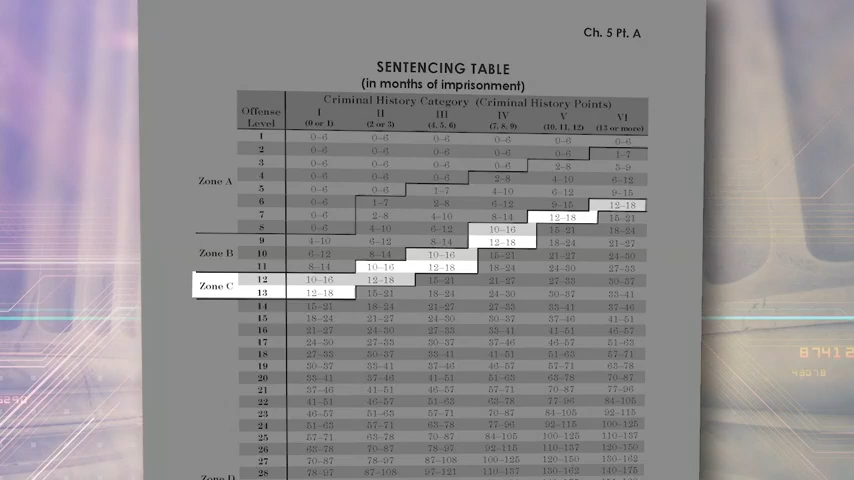 Ch. 5 Pt. A
SENTENCING TABLE
(in months of imprisonment)
Criminal History Category (Criminal History Points)
Offense Level I (0 or 1) II (2 or 3) III (4, 5, 6) IV (7, 8, 9) V (10, 11, 12) VI (13 or more)
1 0–6 0–6 0–6 0–6 0–6 0–6
2 0–6 0–6 0–6 0–6 0–6 1–7
3 0–6 0–6 0–6 0–6 2–8 3–9
Zone A 4 0–6 0–6 0–6 2–8 4–10 6–12
5 0–6 0–6 1–7 4–10 6–12 9–15
6 0–6 1–7 2–8 6–12 9–15 12–18
7 0–6 2–8 4–10 8–14 12–18 15–21
8 0–6 4–10 6–12 10–16 15–21 18–24
9 4–10 6–12 8–14 12–18 18–24 21–27
Zone B 10 6–12 8–14 10–16 15–21 21–27 24–30
11 8–14 10–16 12–18 18–24 24–30 27–33
Zone C 12 10–16 12–18 15–21 21–27 27–33 30–37
13 12–18 15–21 18–24 24–30 30–37 33–41
14 15–21 18–24 21–27 27–33 33–41 37–46
15 18–24 21–27 24–30 30–37 37–46 41–51
16 21–27 24–30 27–33 33–41 41–51 46–57
17 24–30 27–33 30–37 37–46 46–57 51–63
18 27–33 30–37 33–41 41–51 51–63 57–71
19 30–37 33–41 37–46 46–57 57–71 63–78
20 33–41 37–46 41–51 51–63 63–78 70–87
21 37–46 41–51 46–57 57–71 70–87 77–96
22 41–51 46–57 51–63 63–78 77–96 84–105
23 46–57 51–63 57–71 70–87 84–105 92–115
24 51–63 57–71 63–78 77–96 92–115 100–125
25 57–71 63–78 70–87 84–105 100–125 110–137
26 63–78 70–87 78–97 92–115 110–137 120–150
27 70–87 78–97 87–108 100–125 120–150 130–162
28 78–97 87–108 97–121 110–137 130–162 140–175
Zone D
87412
43078